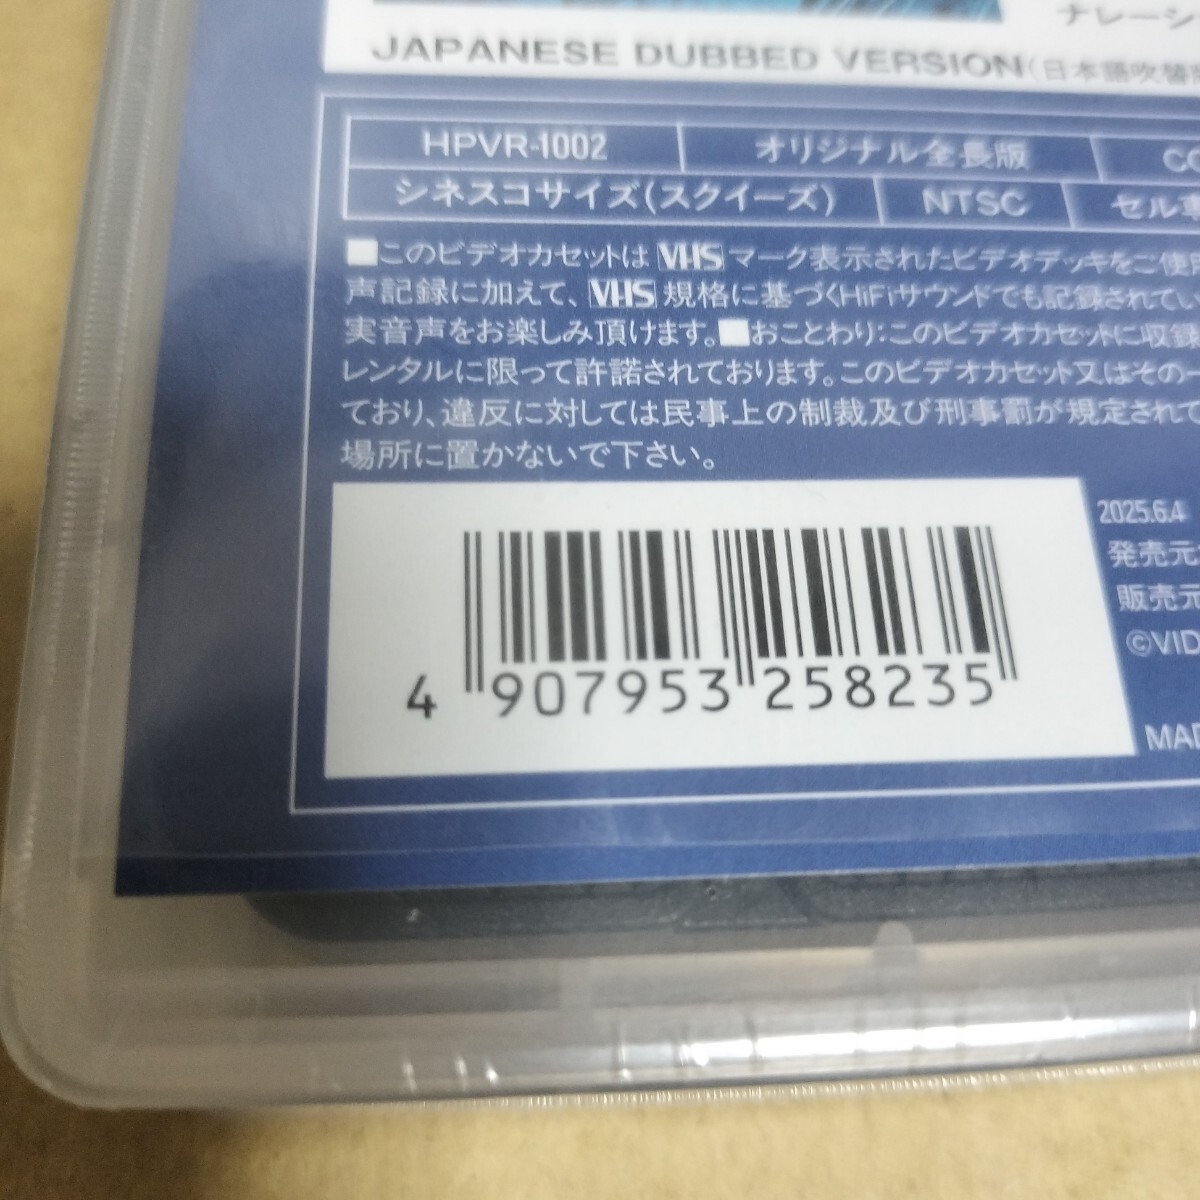 ナレーシ
JAPANESE DUBBED VERSION(日本語吹替
HPVR-1002 オリジナル全長版 CO
シネスコサイズ(スクイーズ) NTSC セル
■このビデオカセットは VHS マーク表示されたビデオデッキをご使用
声記録に加えて、VHS 規格に基づくHiFiサウンドでも記録されてい
実音声をお楽しみ頂けます。■おことわり:このビデオカセットに収録
レンタルに限って許諾されております。このビデオカセット又はその一
ており、違反に対しては民事上の制裁及び刑事罰が規定されて
場所に置かないで下さい。
2025.6.4
発売元
販売元
©VID
MAD
4 907953 258235